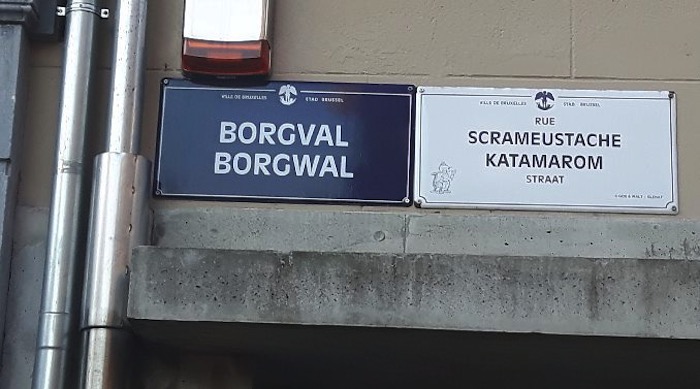 VILLE DE BRUXELLES STAD BRUSSEL
BORGVAL
BORGWAL
VILLE DE BRUXELLES STAD BRUSSEL
RUE
SCRAMEUSTACHE
KATAMAROM
STRAAT